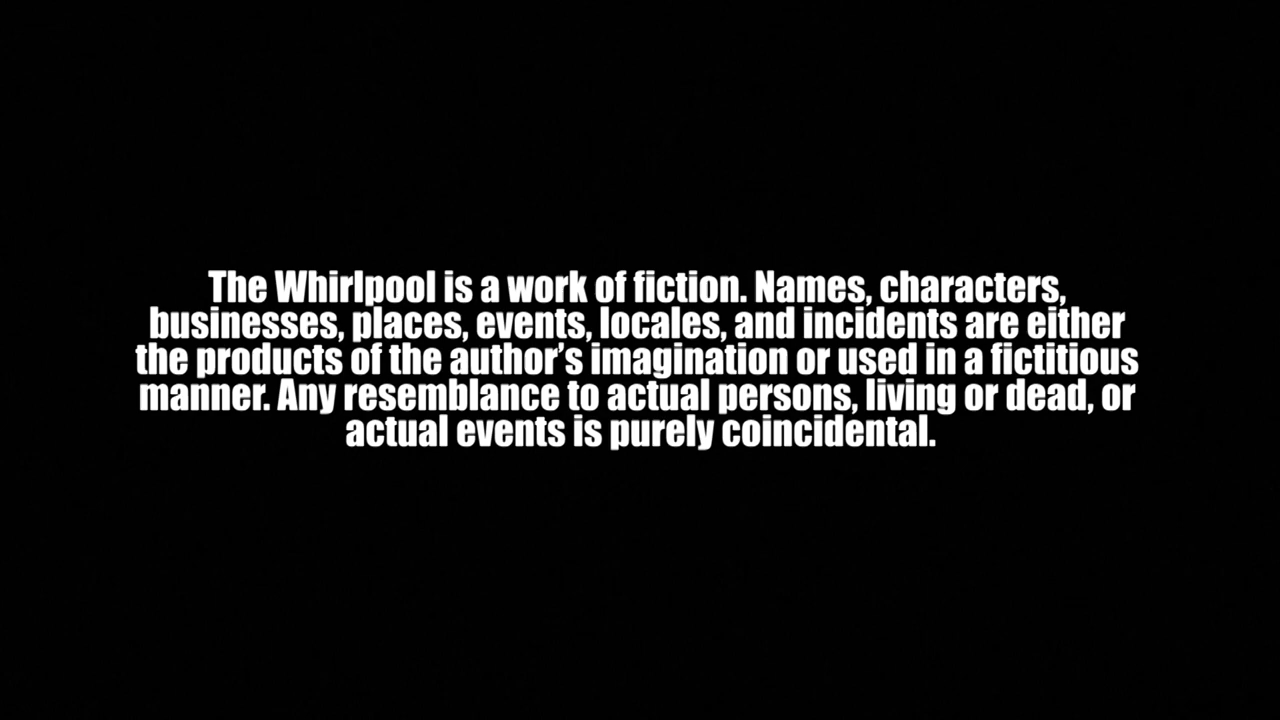 The Whirlpool is a work of fiction. Names, characters,
businesses, places, events, locales, and incidents are either
the products of the author’s imagination or used in a fictitious
manner. Any resemblance to actual persons, living or dead, or
actual events is purely coincidental.